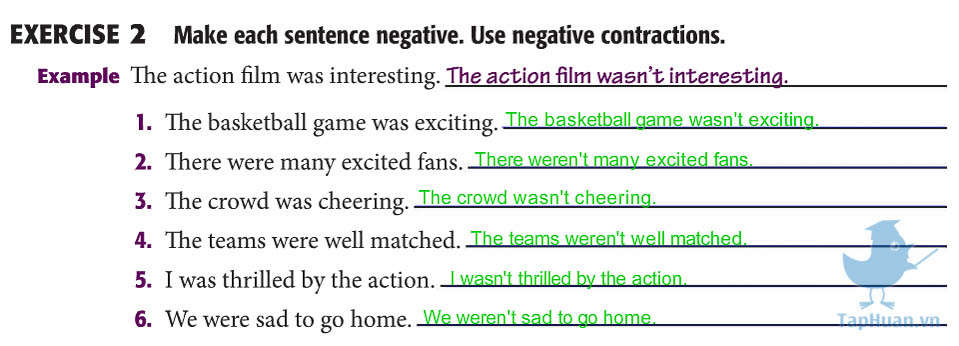 EXERCISE 2 Make each sentence negative. Use negative contractions.
Example The action film was interesting. The action film wasn't interesting.
1. The basketball game was exciting. The basketball game wasn't exciting.
2. There were many excited fans. There weren't many excited fans.
3. The crowd was cheering. The crowd wasn't cheering.
4. The teams were well matched. The teams weren't well matched.
5. I was thrilled by the action. I wasn't thrilled by the action.
6. We were sad to go home. We weren't sad to go home.
TapHuan.vn